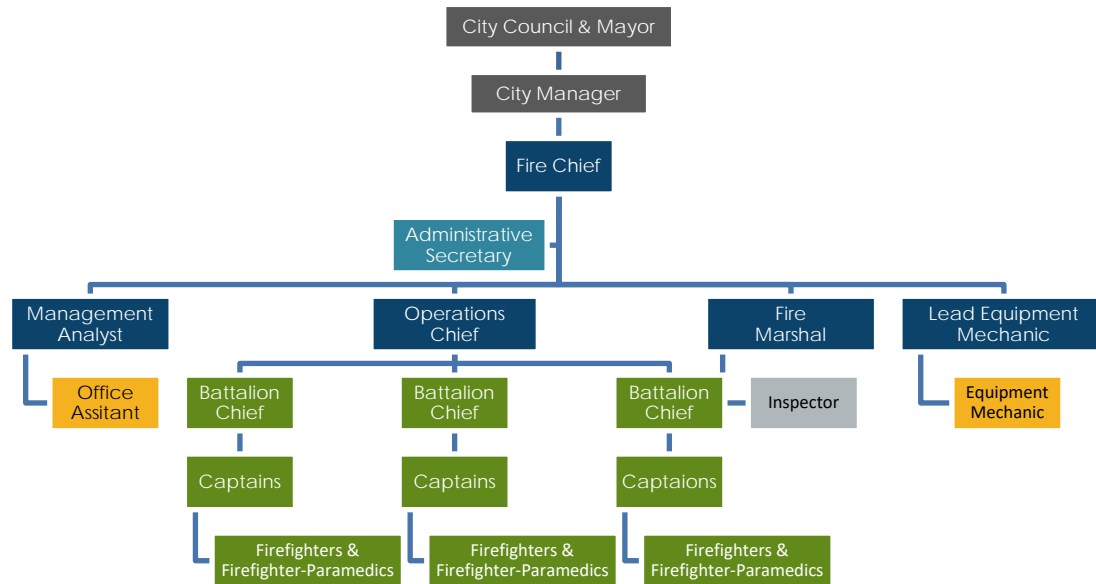 City Council & Mayor
City Manager
Fire Chief
Administrative
Secretary
Management
Analyst
Operations
Chief
Fire
Marshal
Lead Equipment
Mechanic
Office
Assitant
Battalion
Chief
Battalion
Chief
Battalion
Chief
Inspector
Equipment
Mechanic
Captains
Captains
Captaions
Firefighters &
Firefighter-Paramedics
Firefighters &
Firefighter-Paramedics
Firefighters &
Firefighter-Paramedics